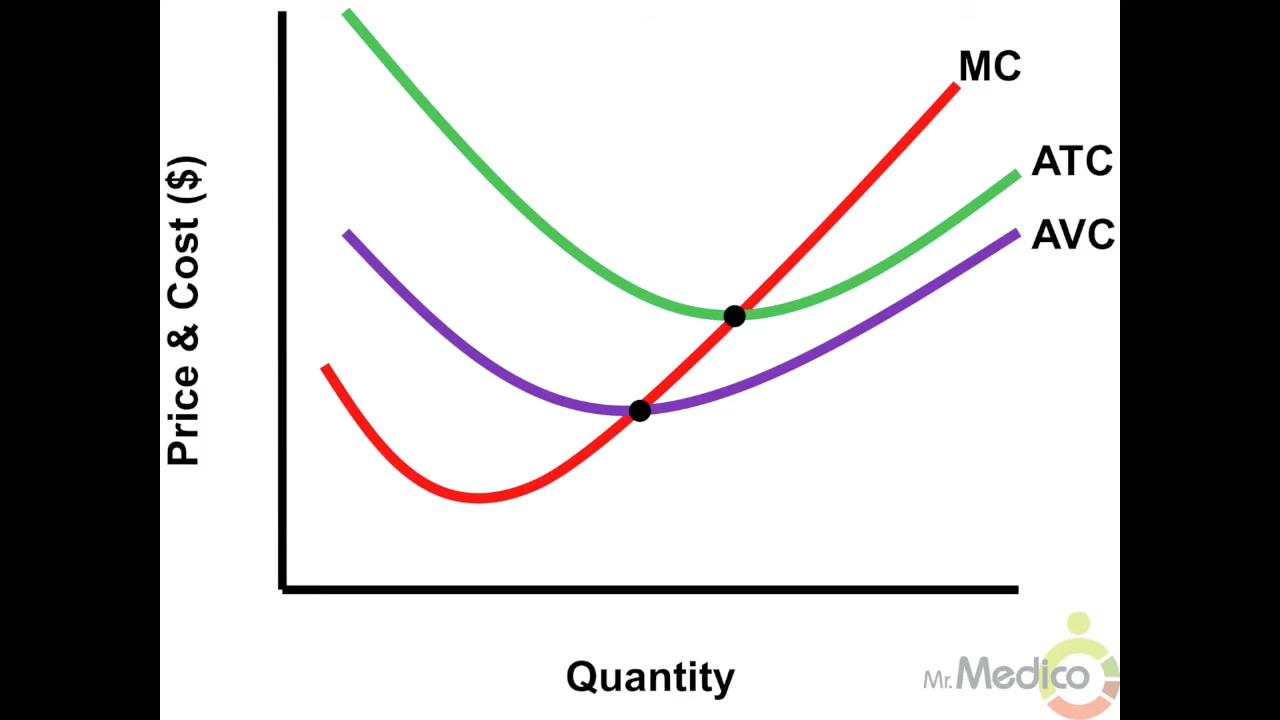 MC
ATC
AVC
Price & Cost ($)
Quantity
Mr. Medico